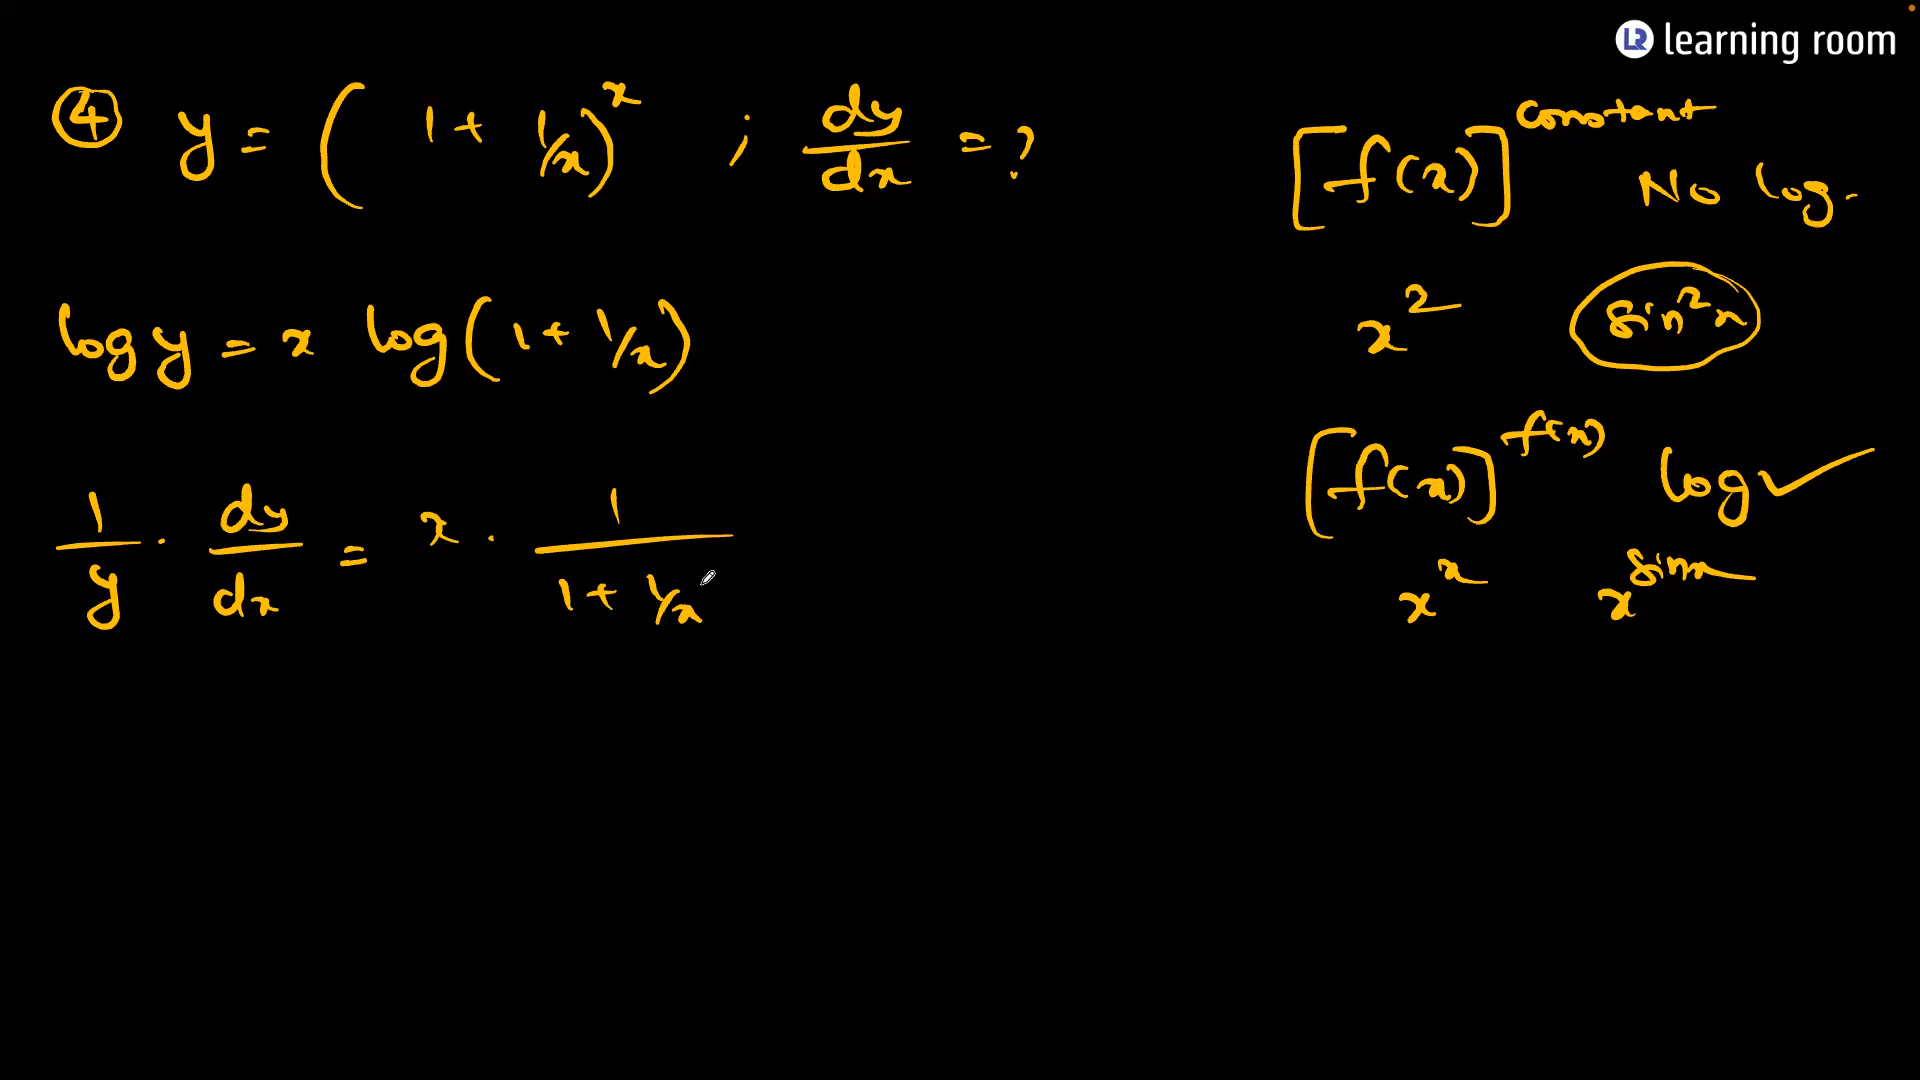 learning room
④ y = ( 1 + 1/x)^x ; dy/dx = ?
[f(x)]^constant No log.
log y = x log(1 + 1/x)
x^2 sin^2 x
[f(x)]^f(x) log ✓
1/y · dy/dx = x · 1/(1 + 1/x)
x^x x^sinx